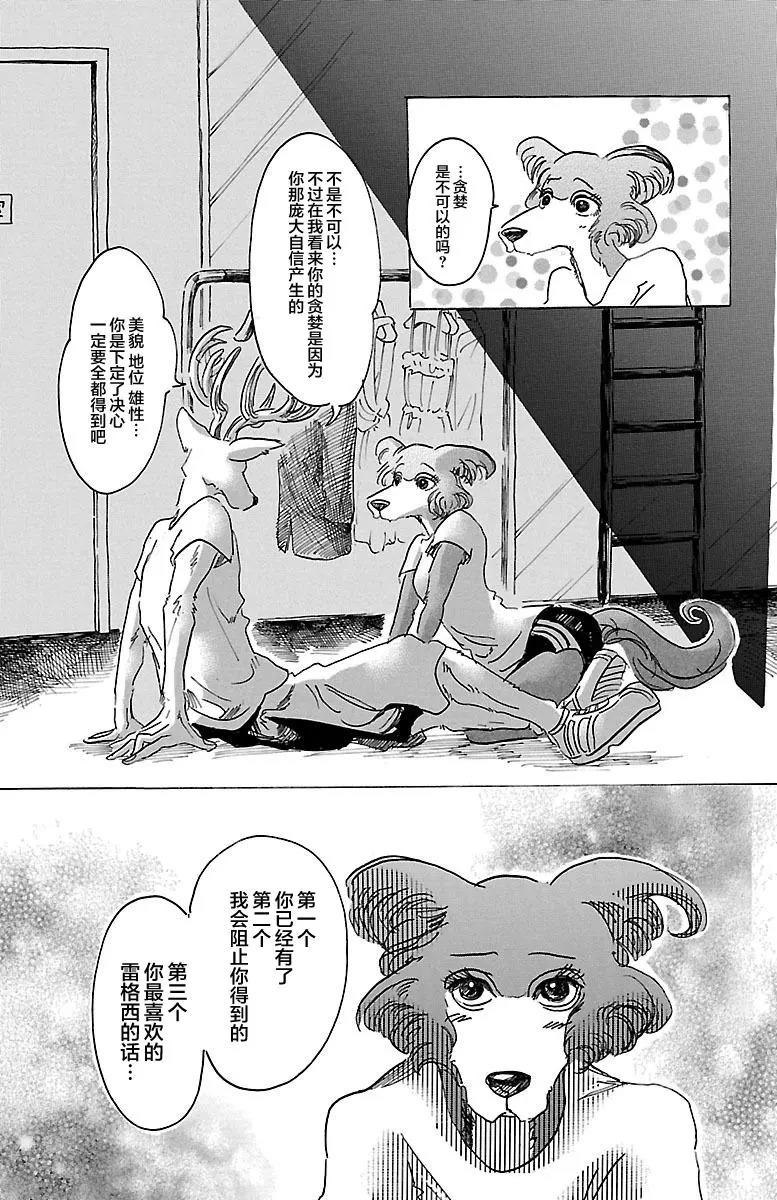 …贪婪
是不可以的吗？
不是不可以…
不过在我看来你的贪婪是因为
你那庞大自信产生的
美貌 地位 雄性…
你是下定了决心
一定要全都得到吧
第一个
你已经有了
第二个
我会阻止你得到的
第三个
你最喜欢的
雷格西的话…